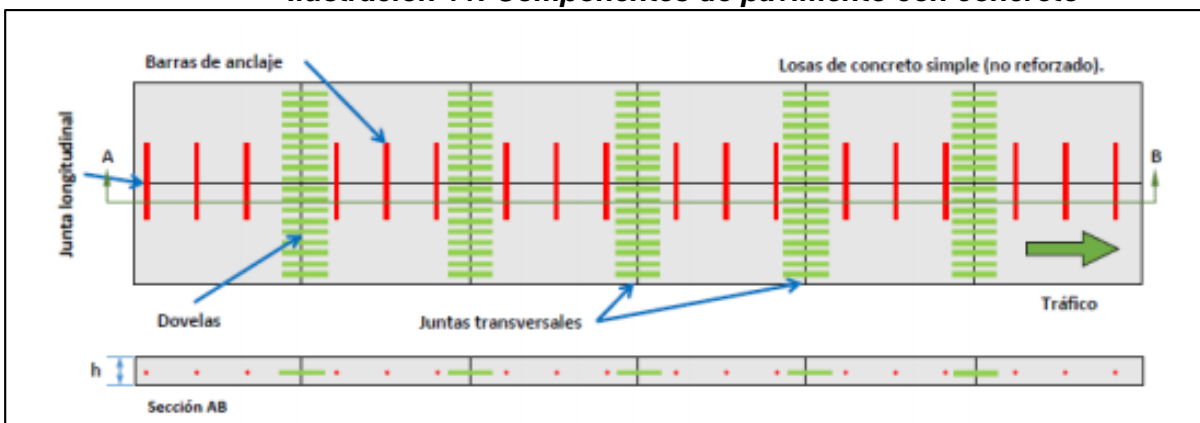 Barras de anclaje
Losas de concreto simple (no reforzado).
Junta longitudinal
A
B
Dovelas
Juntas transversales
Tráfico
h
Sección AB